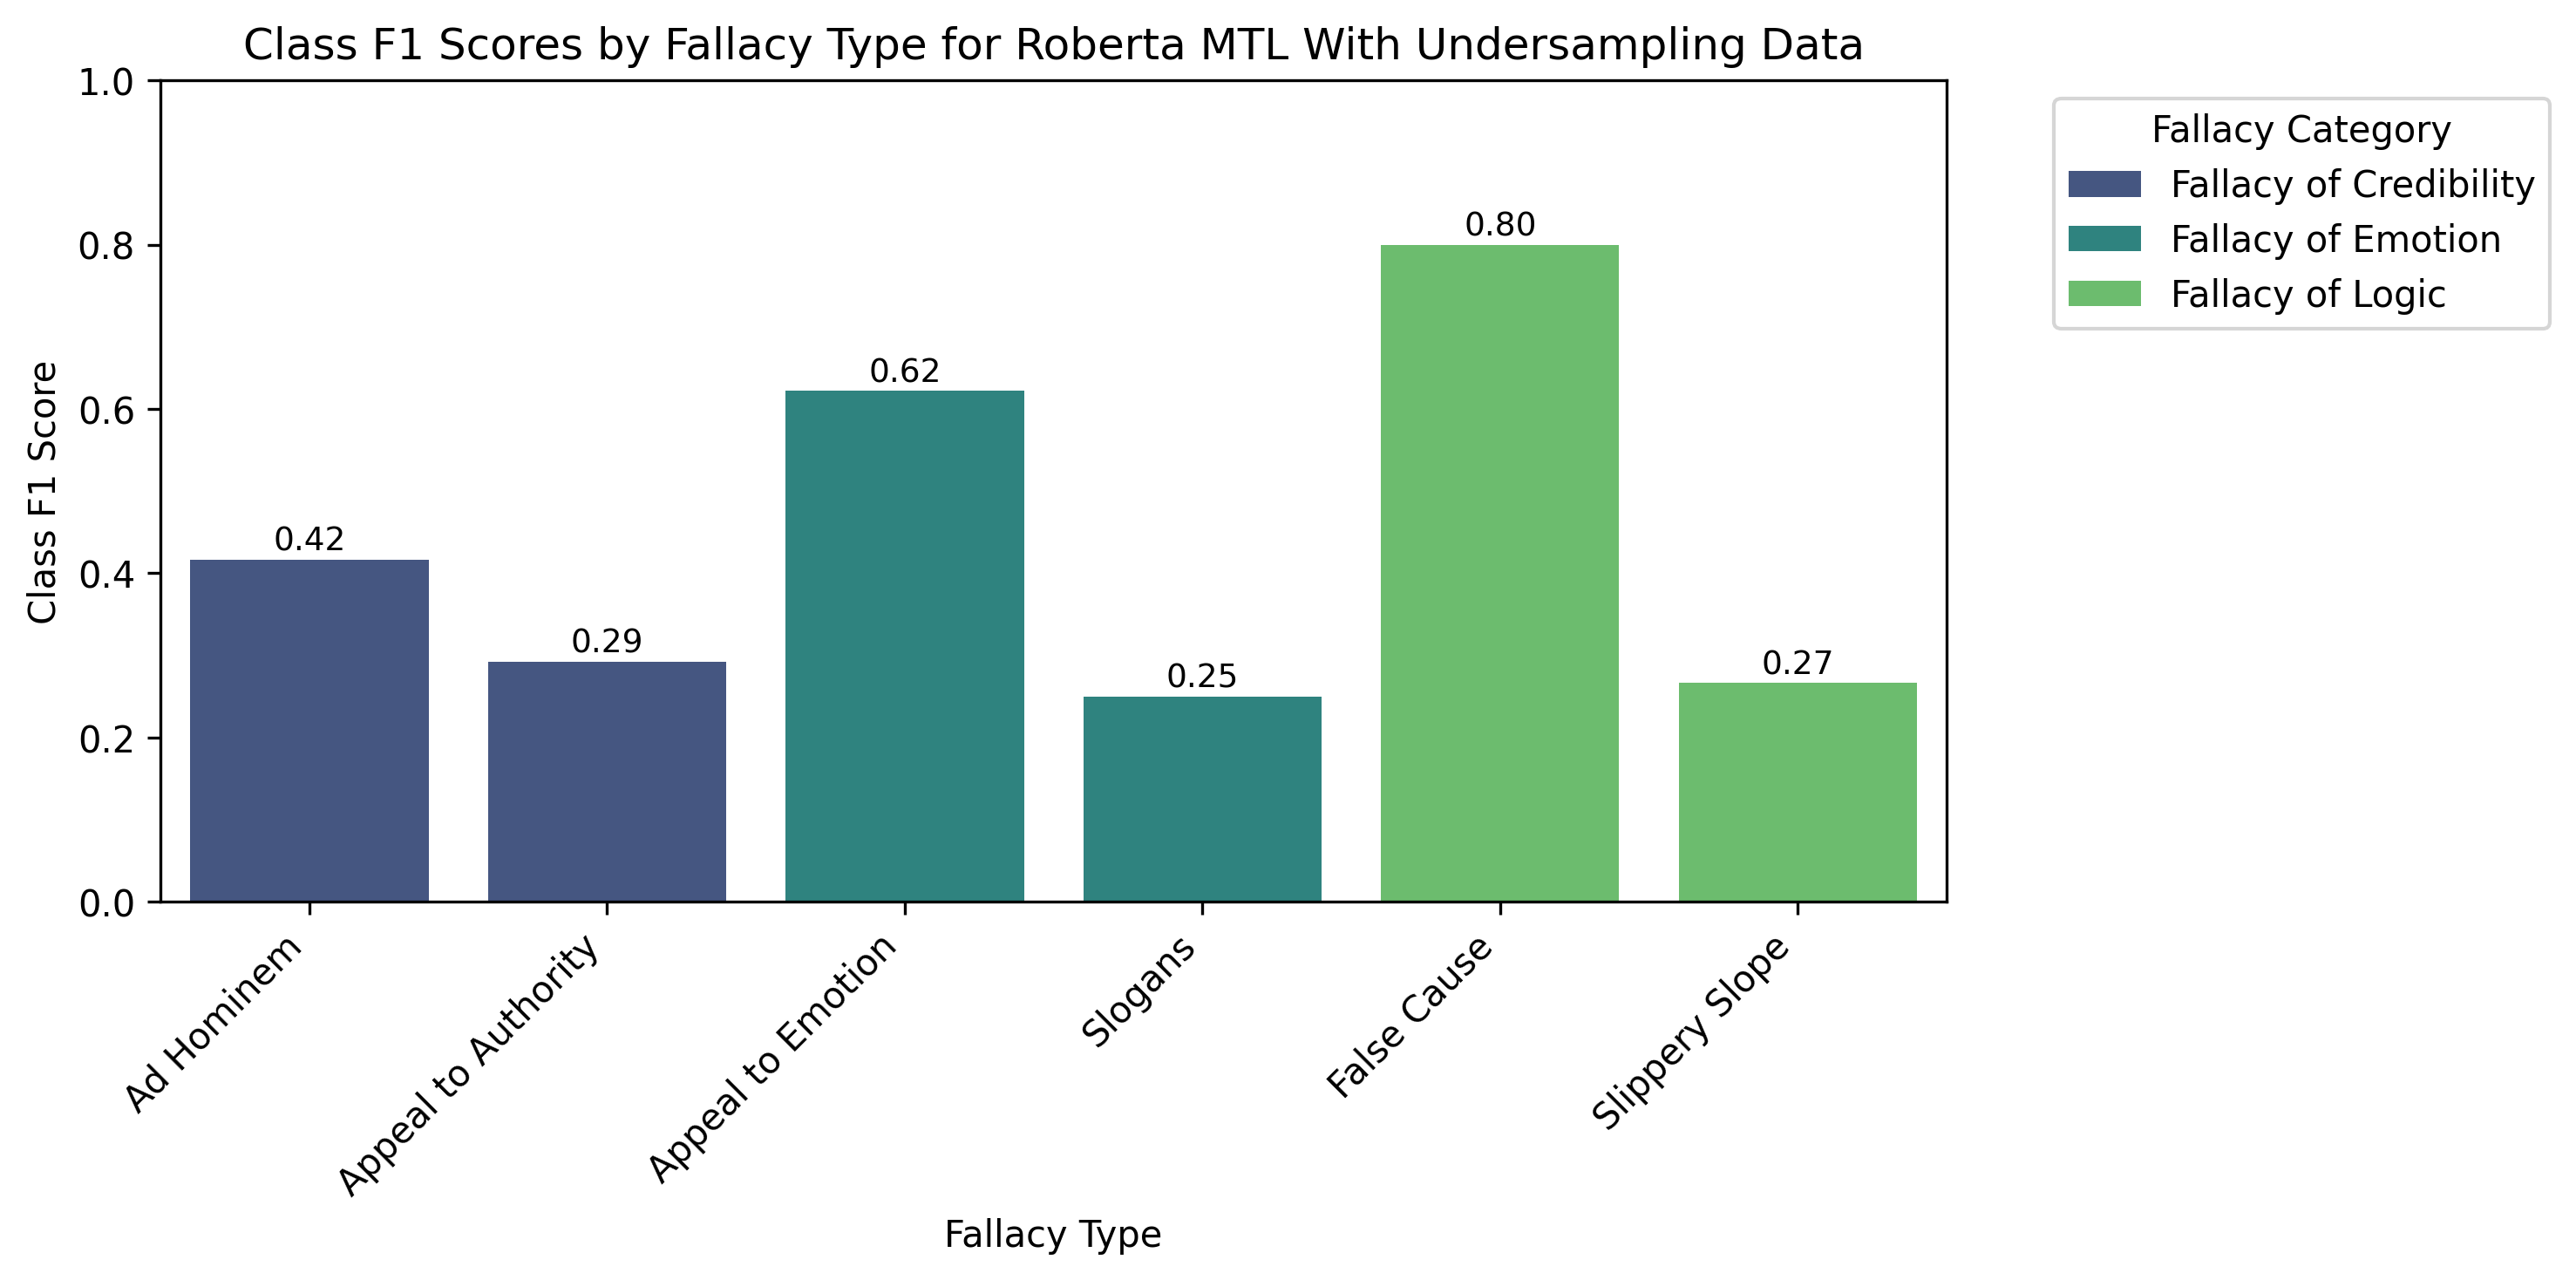 Class F1 Scores by Fallacy Type for Roberta MTL With Undersampling Data
Class F1 Score
1.0
0.8
0.6
0.4
0.2
0.0
0.42
0.29
0.62
0.25
0.80
0.27
Ad Hominem
Appeal to Authority
Appeal to Emotion
Slogans
False Cause
Slippery Slope
Fallacy Type
Fallacy Category
Fallacy of Credibility
Fallacy of Emotion
Fallacy of Logic